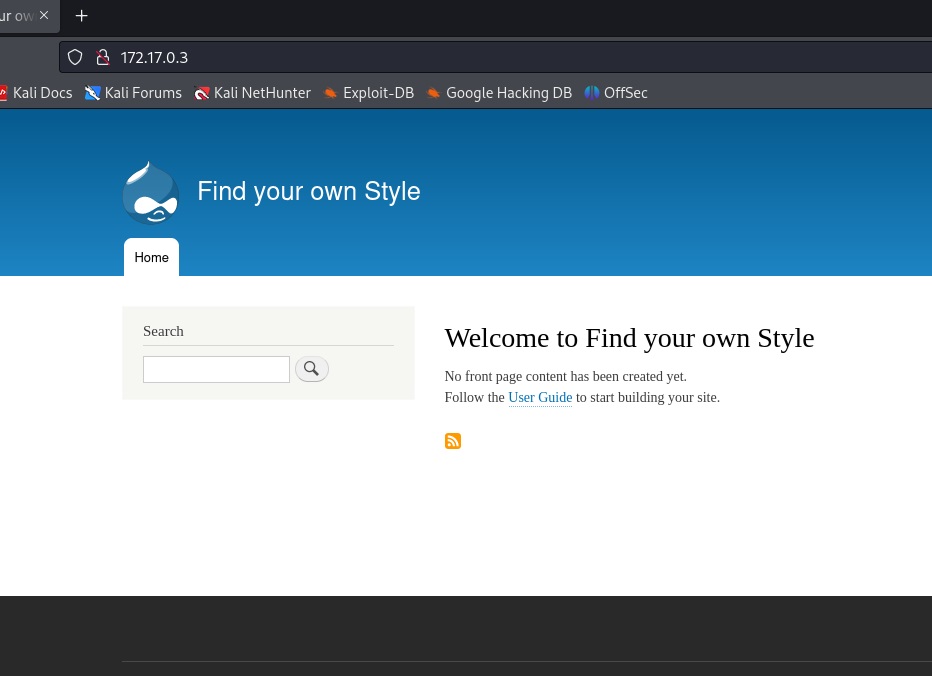 172.17.0.3
Kali Docs Kali Forums Kali NetHunter Exploit-DB Google Hacking DB OffSec
Find your own Style
Home
Search
Welcome to Find your own Style
No front page content has been created yet.
Follow the User Guide to start building your site.